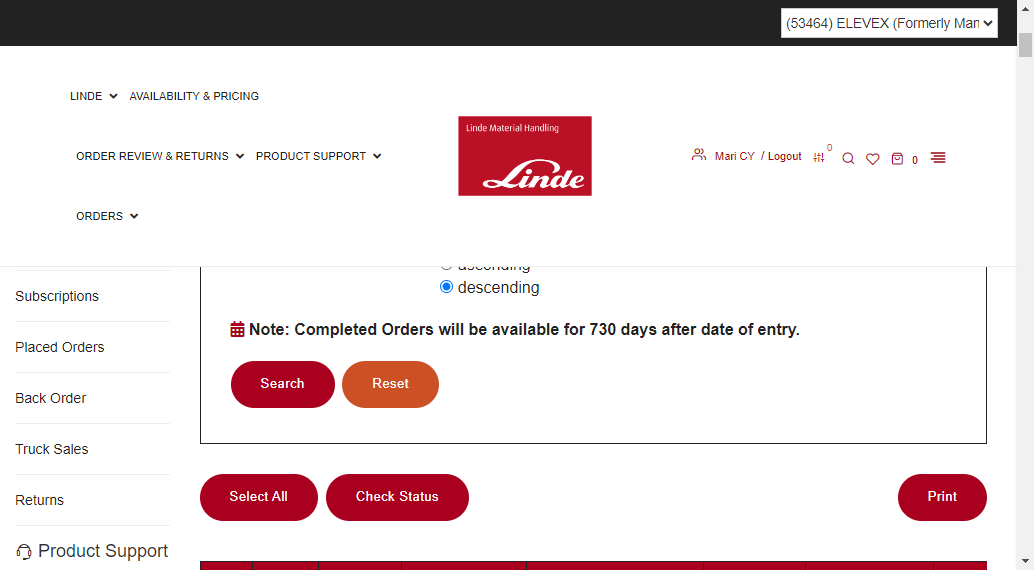 (53464) ELEVEX (Formerly Man
LINDE AVAILABILITY & PRICING
ORDER REVIEW & RETURNS PRODUCT SUPPORT
ORDERS
Linde Material Handling
Linde
Mari CY / Logout 0 0
ascending
descending
Note: Completed Orders will be available for 730 days after date of entry.
Search Reset
Subscriptions
Placed Orders
Back Order
Truck Sales
Returns
Product Support
Select All Check Status Print